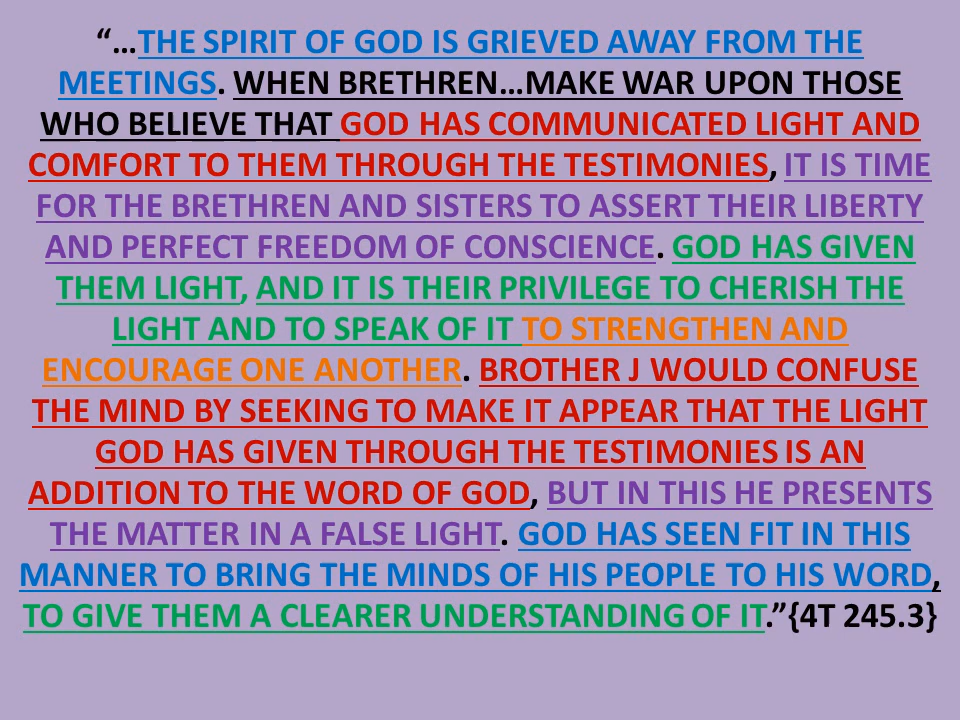 “…THE SPIRIT OF GOD IS GRIEVED AWAY FROM THE
MEETINGS. WHEN BRETHREN…MAKE WAR UPON THOSE
WHO BELIEVE THAT GOD HAS COMMUNICATED LIGHT AND
COMFORT TO THEM THROUGH THE TESTIMONIES, IT IS TIME
FOR THE BRETHREN AND SISTERS TO ASSERT THEIR LIBERTY
AND PERFECT FREEDOM OF CONSCIENCE. GOD HAS GIVEN
THEM LIGHT, AND IT IS THEIR PRIVILEGE TO CHERISH THE
LIGHT AND TO SPEAK OF IT TO STRENGTHEN AND
ENCOURAGE ONE ANOTHER. BROTHER J WOULD CONFUSE
THE MIND BY SEEKING TO MAKE IT APPEAR THAT THE LIGHT
GOD HAS GIVEN THROUGH THE TESTIMONIES IS AN
ADDITION TO THE WORD OF GOD, BUT IN THIS HE PRESENTS
THE MATTER IN A FALSE LIGHT. GOD HAS SEEN FIT IN THIS
MANNER TO BRING THE MINDS OF HIS PEOPLE TO HIS WORD,
TO GIVE THEM A CLEARER UNDERSTANDING OF IT.”{4T 245.3}